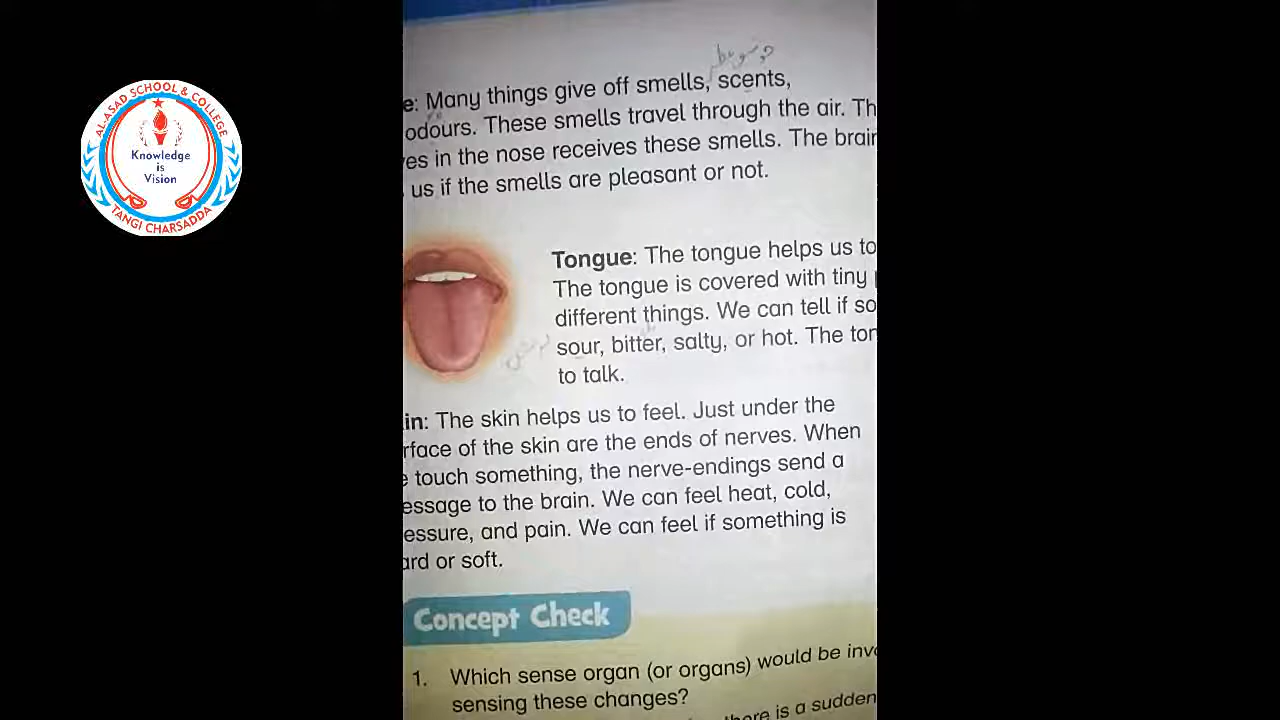 AL-ASAD SCHOOL & COLLEGE
Knowledge
is
Vision
TANGI CHARSADDA
e: Many things give off smells, scents,
odours. These smells travel through the air. Th
es in the nose receives these smells. The brain
us if the smells are pleasant or not.
Tongue: The tongue helps us to
The tongue is covered with tiny
different things. We can tell if so
sour, bitter, salty, or hot. The ton
to talk.
in: The skin helps us to feel. Just under the
rface of the skin are the ends of nerves. When
e touch something, the nerve-endings send a
essage to the brain. We can feel heat, cold,
essure, and pain. We can feel if something is
ard or soft.
Concept Check
1. Which sense organ (or organs) would be inv
sensing these changes?
there is a sudden